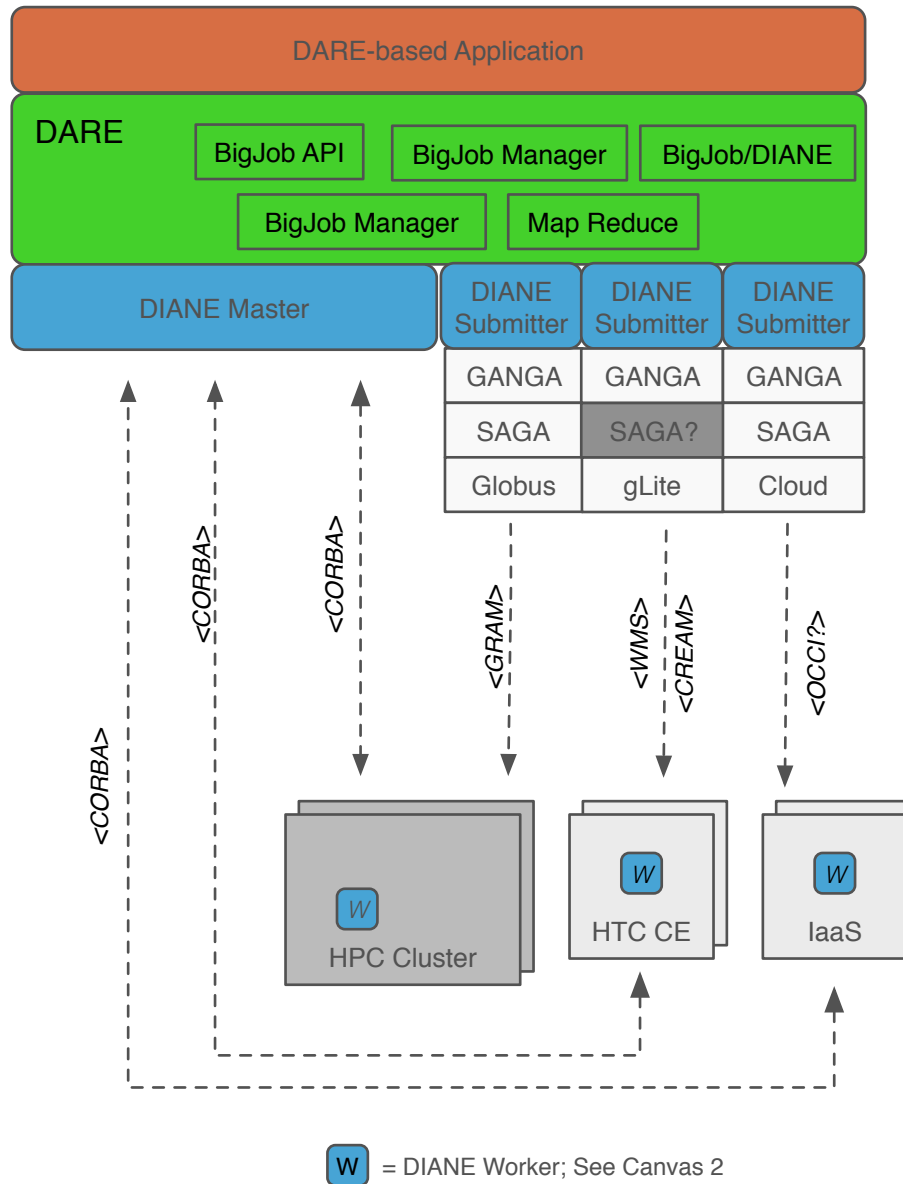 DARE-based Application
DARE
BigJob API
BigJob Manager
BigJob/DIANE
BigJob Manager
Map Reduce
DIANE Master
DIANE
Submitter
DIANE
Submitter
DIANE
Submitter
GANGA
GANGA
GANGA
SAGA
SAGA?
SAGA
Globus
gLite
Cloud
<CORBA>
<CORBA>
<CORBA>
<GRAM>
<WMS>
<CREAM>
<OCCI?>
W
HPC Cluster
W
HTC CE
W
IaaS
W = DIANE Worker; See Canvas 2